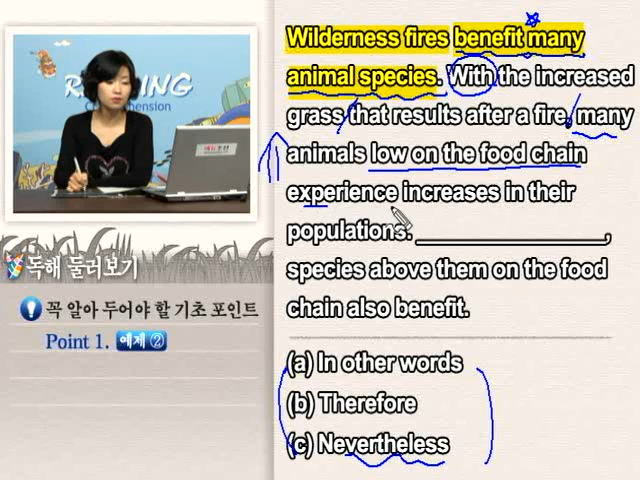 READING
Comprehension
Wilderness fires benefit many
animal species. With the increased
grass that results after a fire, many
animals low on the food chain
experience increases in their
populations. ________________,
species above them on the food
chain also benefit.
(a) In other words
(b) Therefore
(c) Nevertheless
독해 둘러보기
꼭 알아 두어야 할 기초 포인트
Point 1. 예제 ②